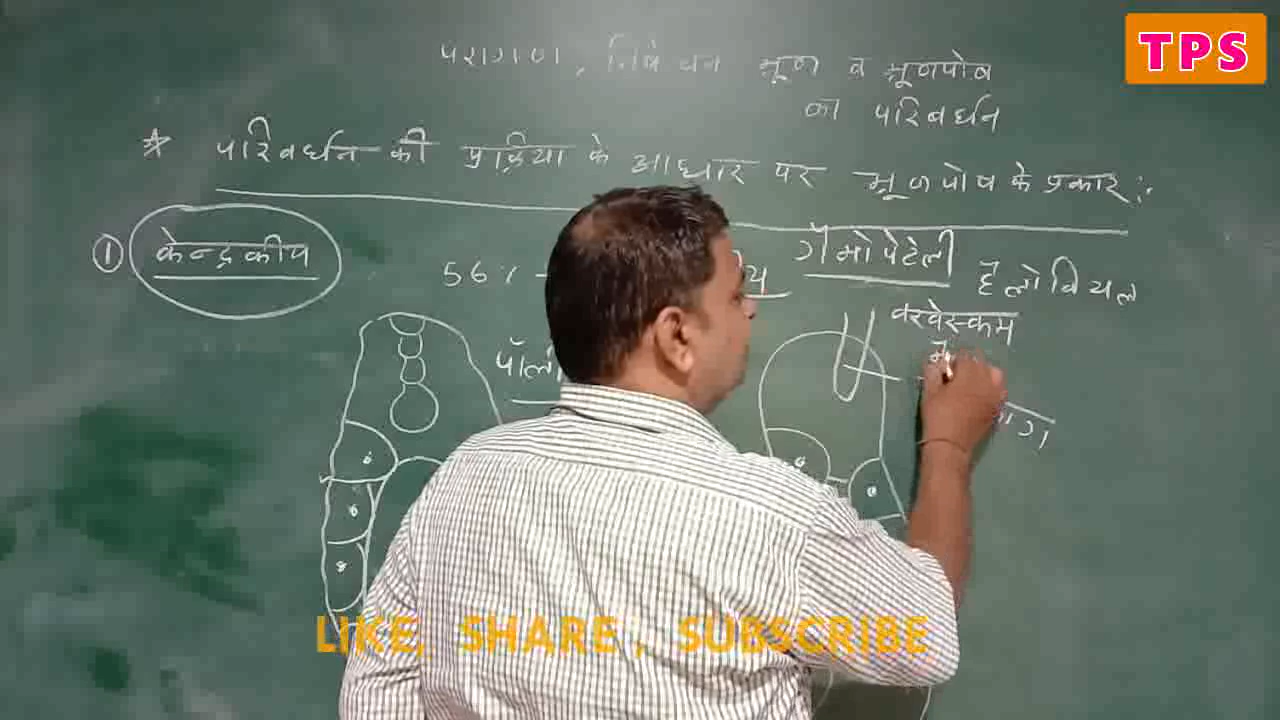 TPS
परागण, निषेचन भ्रूण व भ्रूणपोष
का परिवर्धन
* परिवर्धन की प्रक्रिया के आधार पर भ्रूणपोष के प्रकार :-
① केन्द्रकीय
56% -
गॅमोपेटेली
हॅलोबियल
वरवेस्कम
में
LIKE, SHARE, SUBSCRIBE